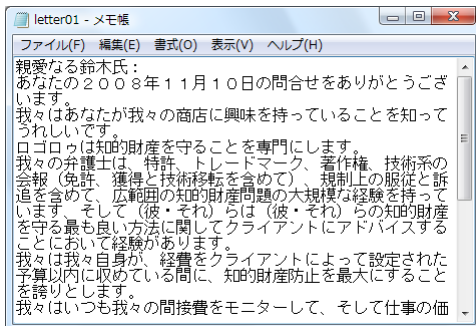 letter01 - メモ帳
ファイル(F) 編集(E) 書式(O) 表示(V) ヘルプ(H)
親愛なる鈴木氏：
あなたの２００８年１１月１０日の問合せをありがとうござ
います。
我々はあなたが我々の商店に興味を持っていることを知って
うれしいです。
ロゴロゥは知的財産を守ることを専門にします。
我々の弁護士は、特許、トレードマーク、著作権、技術系の
会報（免許、獲得と技術移転を含めて）、規制上の服従と訴
追を含めて、広範囲の知的財産問題の大規模な経験を持って
います、そして（彼・それ）らは（彼・それ）らの知的財産
を守る最も良い方法に関してクライアントにアドバイスする
ことにおいて経験があります。
我々は我々自身が、経費をクライアントによって設定された
予算以内に収めている間に、知的財産防止を最大にすること
を誇りとします。
我々はいつも我々の間接費をモニターして、そして仕事の価